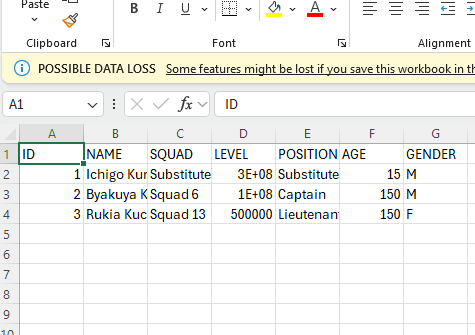 Paste
B I U A
Clipboard Font Alignment
POSSIBLE DATA LOSS Some features might be lost if you save this workbook in th
A1 fx ID
A B C D E F G
1 ID NAME SQUAD LEVEL POSITION AGE GENDER
2 1 Ichigo Kur Substitute 3E+08 Substitute 15 M
3 2 Byakuya K Squad 6 1E+08 Captain 150 M
4 3 Rukia Kuc Squad 13 500000 Lieutenan 150 F
5
6
7
8
9
10